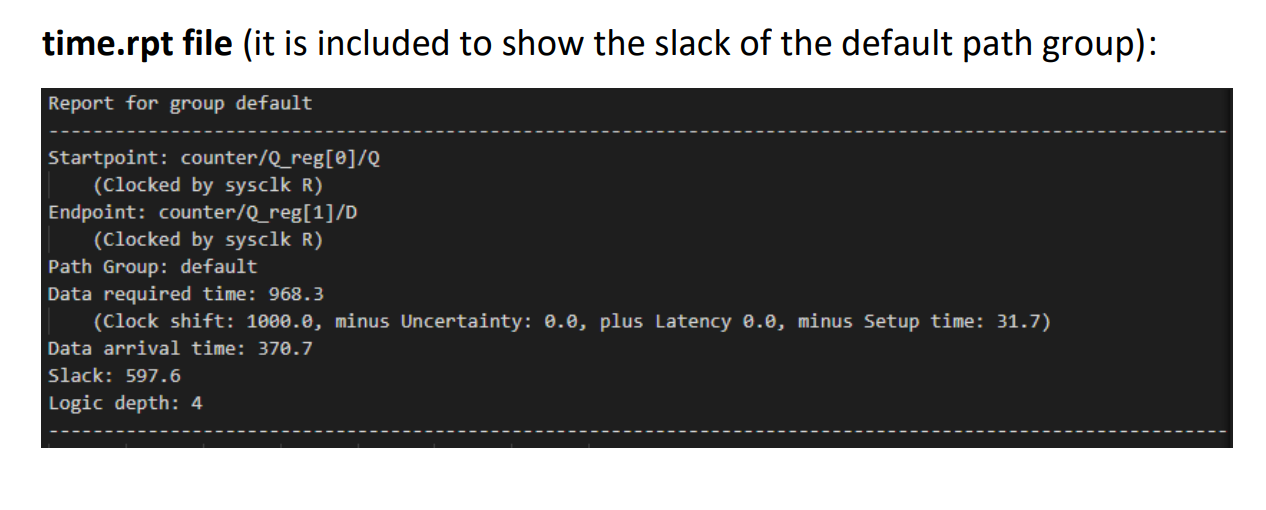 time.rpt file (it is included to show the slack of the default path group):
Report for group default
--------------------------------------------------------------------------------------------------------------
Startpoint: counter/Q_reg[0]/Q
(Clocked by sysclk R)
Endpoint: counter/Q_reg[1]/D
(Clocked by sysclk R)
Path Group: default
Data required time: 968.3
(Clock shift: 1000.0, minus Uncertainty: 0.0, plus Latency 0.0, minus Setup time: 31.7)
Data arrival time: 370.7
Slack: 597.6
Logic depth: 4
--------------------------------------------------------------------------------------------------------------